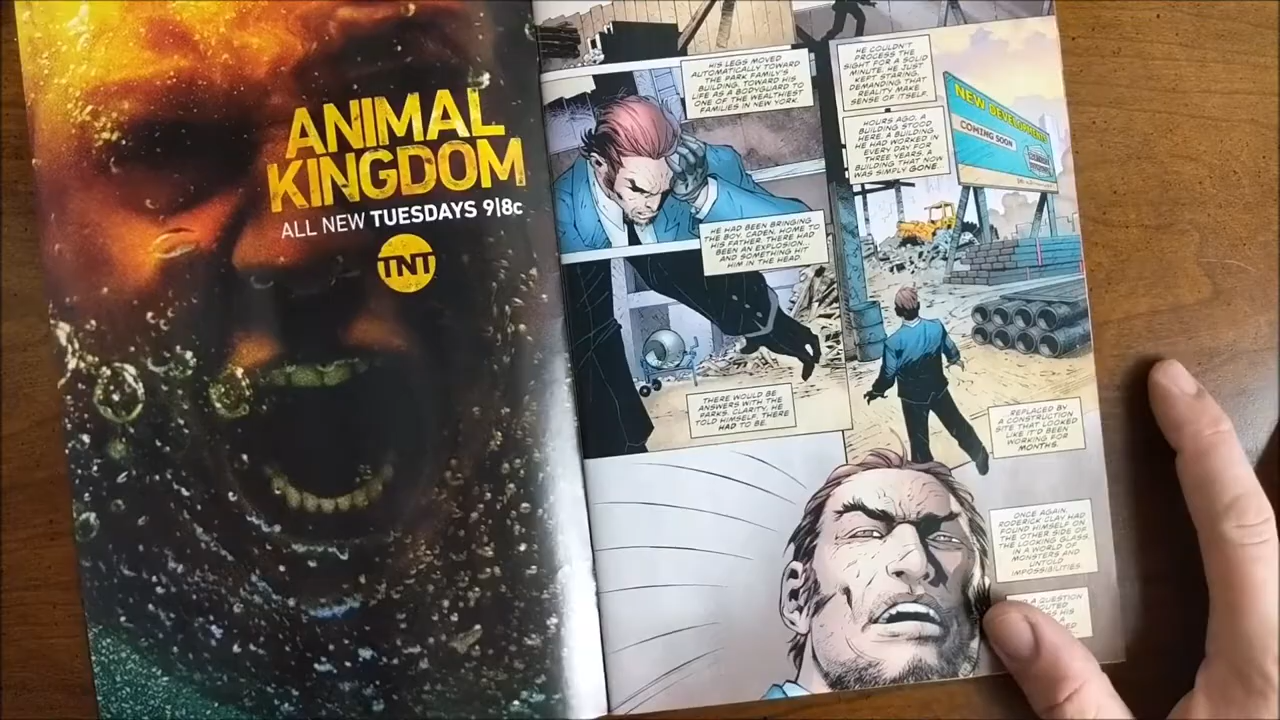 ANIMAL
KINGDOM
ALL NEW TUESDAYS 9|8c
TNT
HIS LEGS MOVED
AUTOMATICALLY TOWARD
THE PARK FAMILY'S
BUILDING, TOWARD HIS
LIFE AS A BODYGUARD TO
ONE OF THE WEALTHIEST
FAMILIES IN NEW YORK.
HE HAD BEEN BRINGING
THE BOY, CADEN, HOME TO
HIS FATHER. THERE HAD
BEEN AN EXPLOSION...
AND SOMETHING HIT
HIM IN THE HEAD.
THERE WOULD BE
ANSWERS WITH THE
PARKS. CLARITY, HE
TOLD HIMSELF. THERE
HAD TO BE.
HE COULDN'T
PROCESS THE
SIGHT FOR A SOLID
MINUTE. HE JUST
KEPT STARING,
DEMANDING THAT
REALITY MAKE
SENSE OF ITSELF.
HOURS AGO, A
BUILDING STOOD
HERE. A BUILDING
HE HAD WORKED IN
EVERY DAY FOR
THREE YEARS. A
BUILDING THAT NOW
WAS SIMPLY GONE.
NEW DEVELOPMENT
COMING SOON
REPLACED BY
A CONSTRUCTION
SITE THAT LOOKED
LIKE IT'D BEEN
WORKING FOR
MONTHS.
ONCE AGAIN,
RODERICK CLAY HAD
FOUND HIMSELF ON
THE OTHER SIDE OF
THE LOOKING GLASS,
IN A WORLD OF
MONSTERS AND
UNTOLD
IMPOSSIBILITIES.
A QUESTION
HIS
A